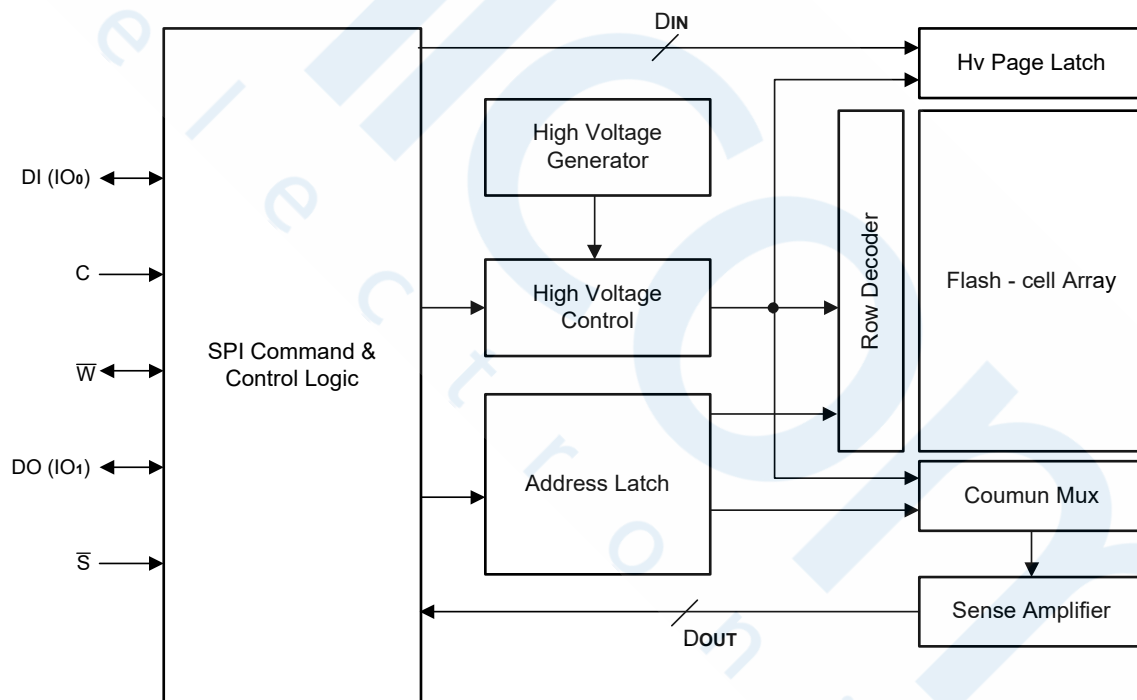 DIN
Hv Page Latch
High Voltage
Generator
DI (IO0)
C
High Voltage
Control
Row Decoder
Flash - cell Array
SPI Command &
Control Logic
W̅
DO (IO1)
Address Latch
Coumun Mux
S̅
Sense Amplifier
DOUT
electron